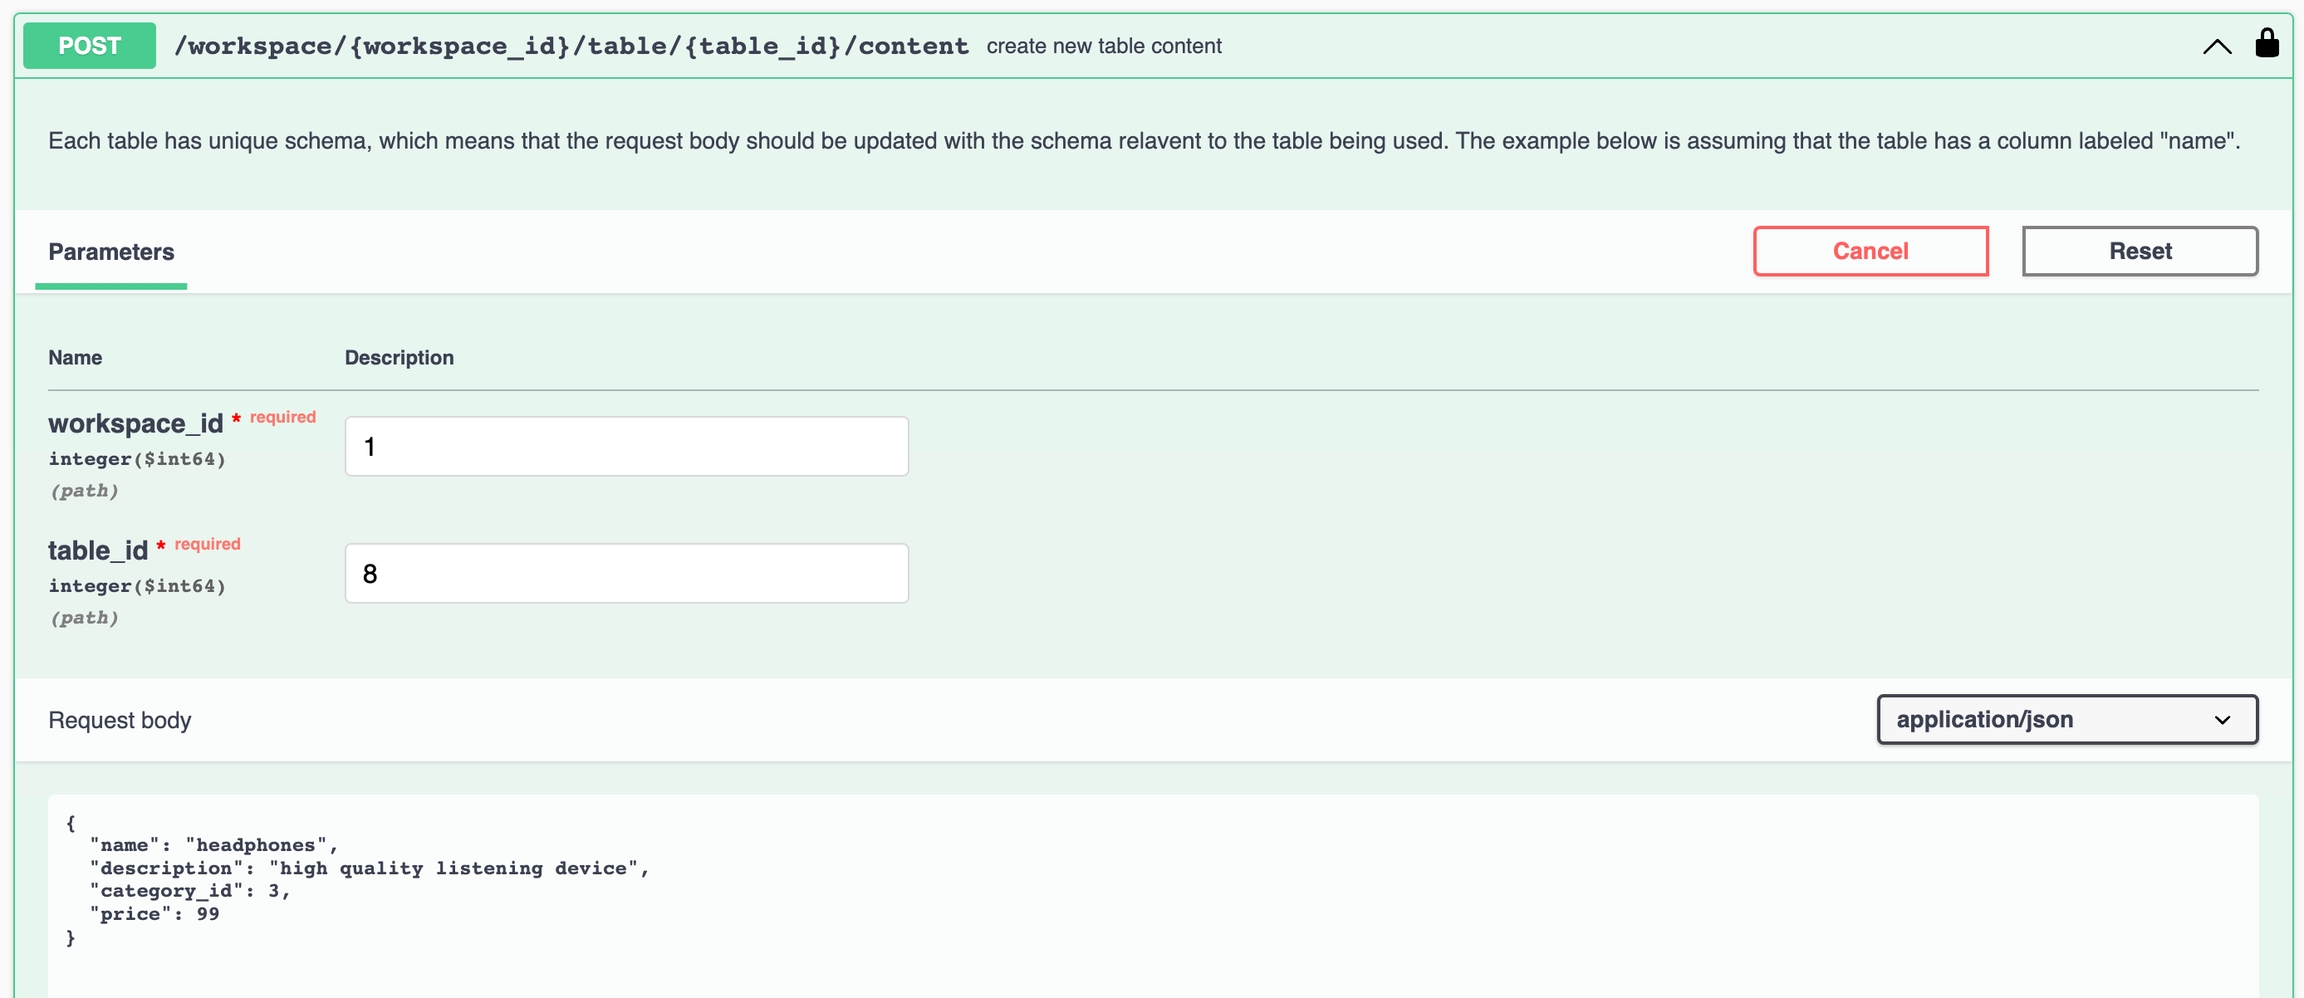 POST /workspace/{workspace_id}/table/{table_id}/content create new table content
Each table has unique schema, which means that the request body should be updated with the schema relavent to the table being used. The example below is assuming that the table has a column labeled "name".
Parameters
Cancel
Reset
Name Description
workspace_id * required
integer($int64)
(path)
1
table_id * required
integer($int64)
(path)
8
Request body
application/json
{
  "name": "headphones",
  "description": "high quality listening device",
  "category_id": 3,
  "price": 99
}